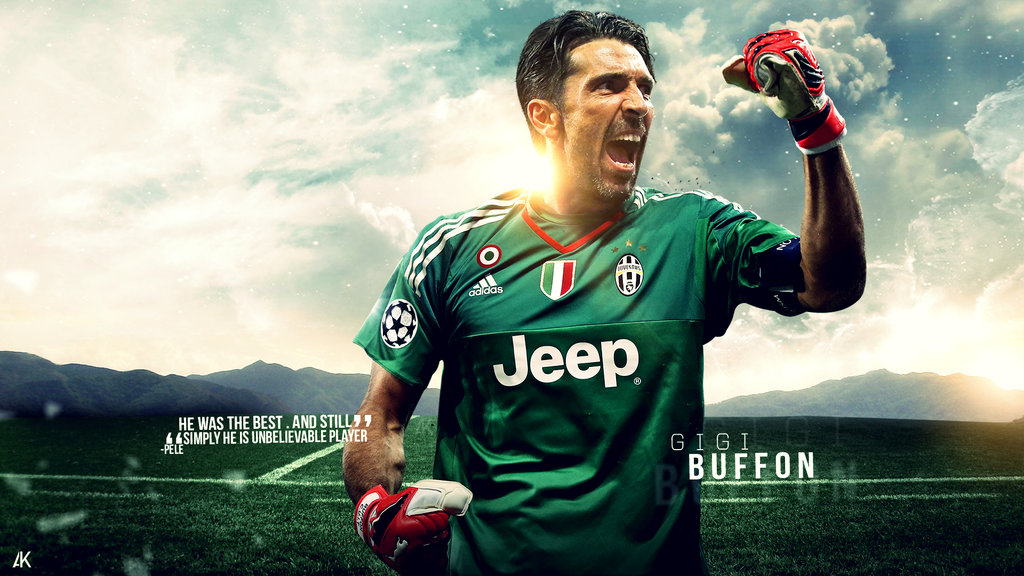 adidas
JUVENTUS
Jeep
®
HE WAS THE BEST . AND STILL ”
“ SIMPLY HE IS UNBELIEVABLE PLAYER
-PELE
GIGI
BUFFON
AK